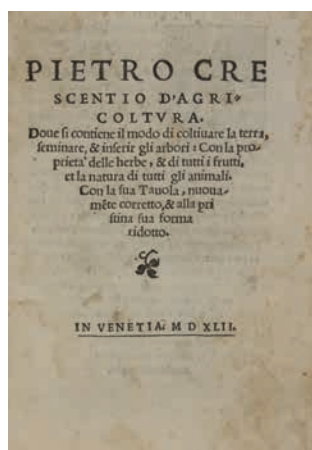 PIETRO CRE
SCENTIO D'AGRI-
COLTVRA.
Doue si contiene il modo di coltiuare la terra,
seminare, & inserir gli arbori: Con la pro-
prieta' delle herbe, & di tutti i frutti,
et la natura di tutti gli animali.
Con la sua Tauola, nuoua-
mēte corretto, & alla pri
stina sua forma
ridotto.
IN VENETIA. M D XLII.